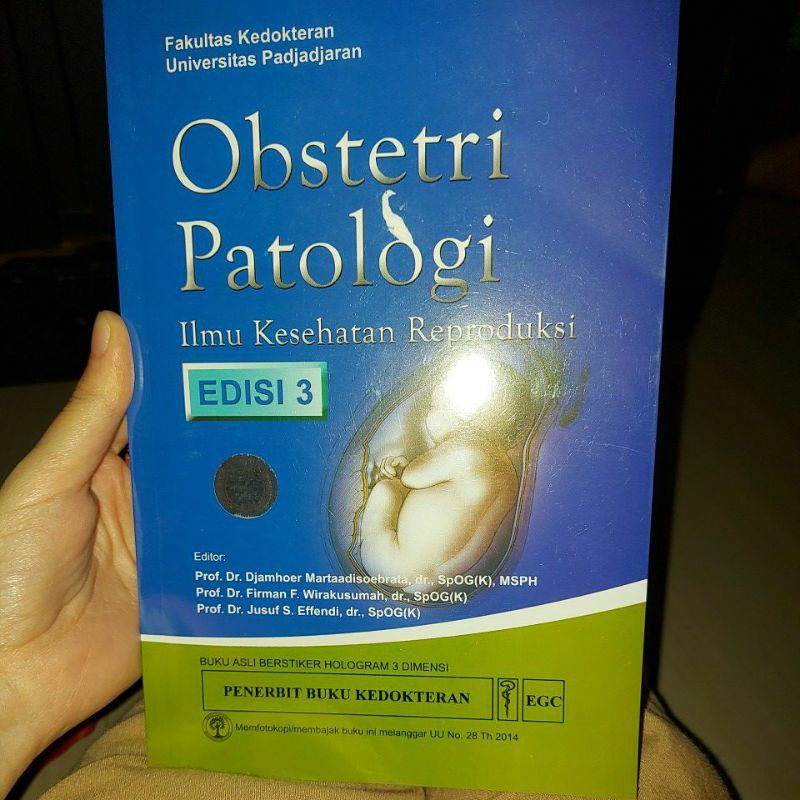 Fakultas Kedokteran
Universitas Padjadjaran
Obstetri
Patologi
Ilmu Kesehatan Reproduksi
EDISI 3
Editor:
Prof. Dr. Djamhoer Martaadisoebrata, dr., SpOG(K), MSPH
Prof. Dr. Firman F. Wirakusumah, dr., SpOG(K)
Prof. Dr. Jusuf S. Effendi, dr., SpOG(K)
BUKU ASLI BERSTIKER HOLOGRAM 3 DIMENSI
PENERBIT BUKU KEDOKTERAN EGC
Memfotokopi/membajak buku ini melanggar UU No. 28 Th 2014